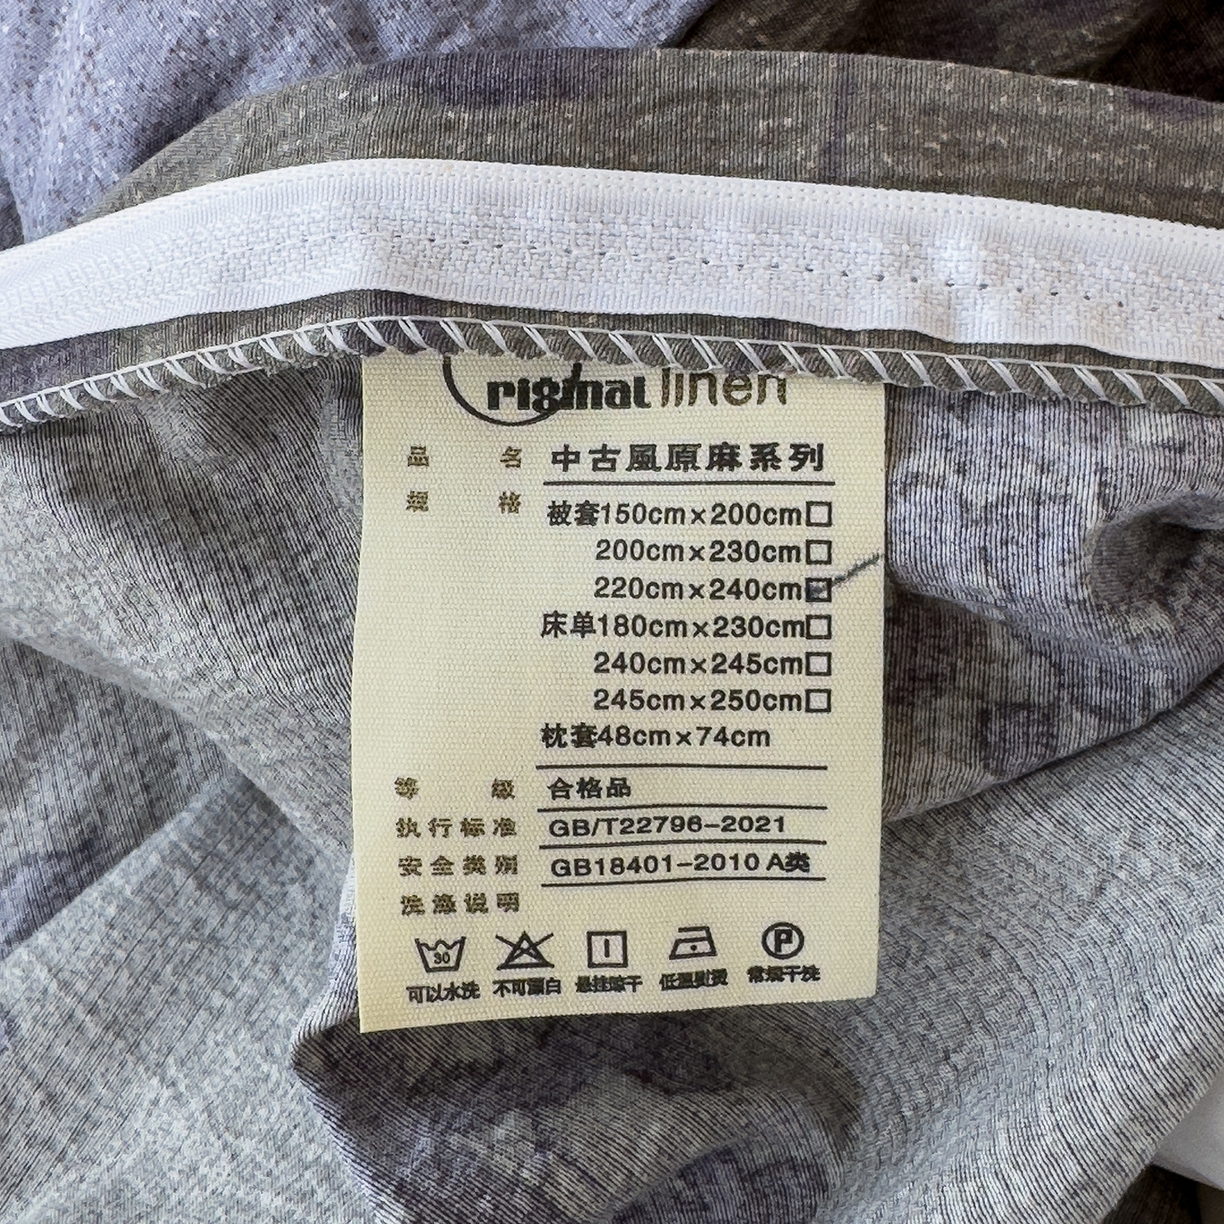 riginal linen
品 名 中古風原麻系列
规 格 被套150cm×200cm□
200cm×230cm□
220cm×240cm□
床单180cm×230cm□
240cm×245cm□
245cm×250cm□
枕套48cm×74cm
等 级 合格品
执行标准 GB/T22796-2021
安全类别 GB18401-2010 A类
洗涤说明
30 P
可以水洗 不可漂白 悬挂晾干 低温熨烫 常规干洗